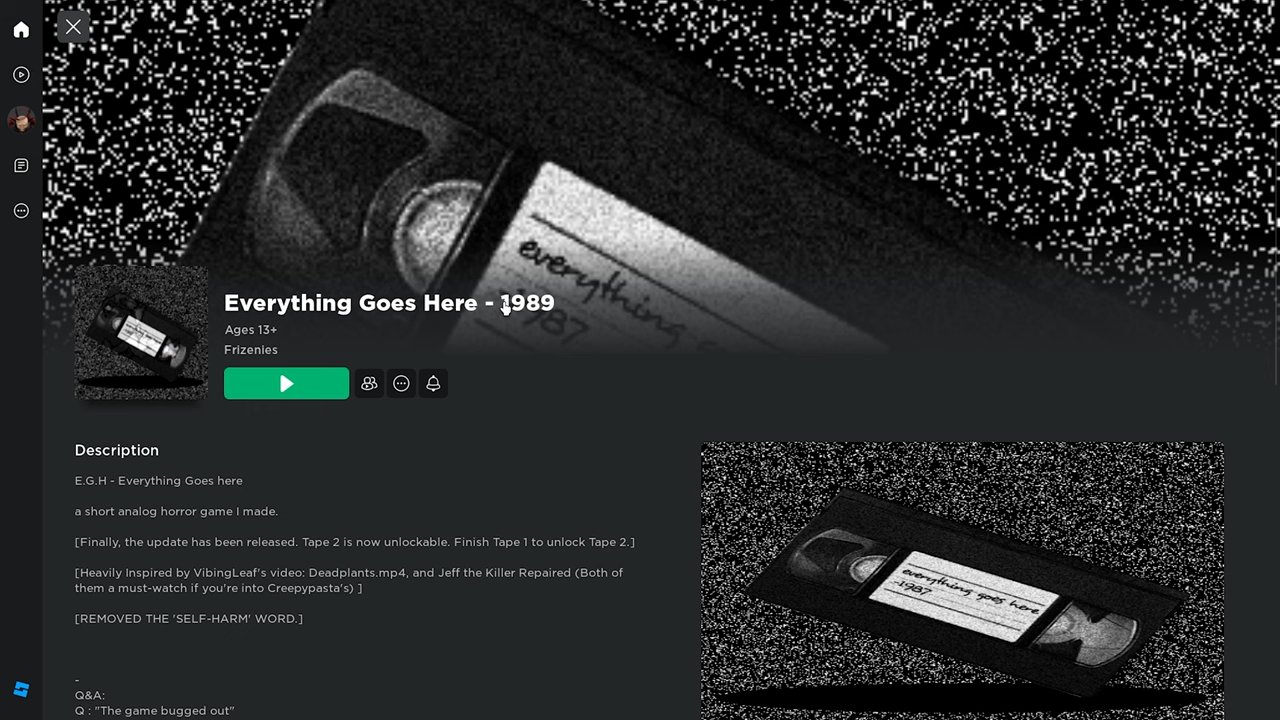 everything
1987
Everything Goes Here - 1989
Ages 13+
Frizenies
Description
E.G.H - Everything Goes here
a short analog horror game I made.
[Finally, the update has been released. Tape 2 is now unlockable. Finish Tape 1 to unlock Tape 2.]
[Heavily Inspired by VibingLeaf's video: Deadplants.mp4, and Jeff the Killer Repaired (Both of
them a must-watch if you're into Creepypasta's) ]
[REMOVED THE 'SELF-HARM' WORD.]
-
Q&A:
Q : "The game bugged out"
everything goes here
-1987